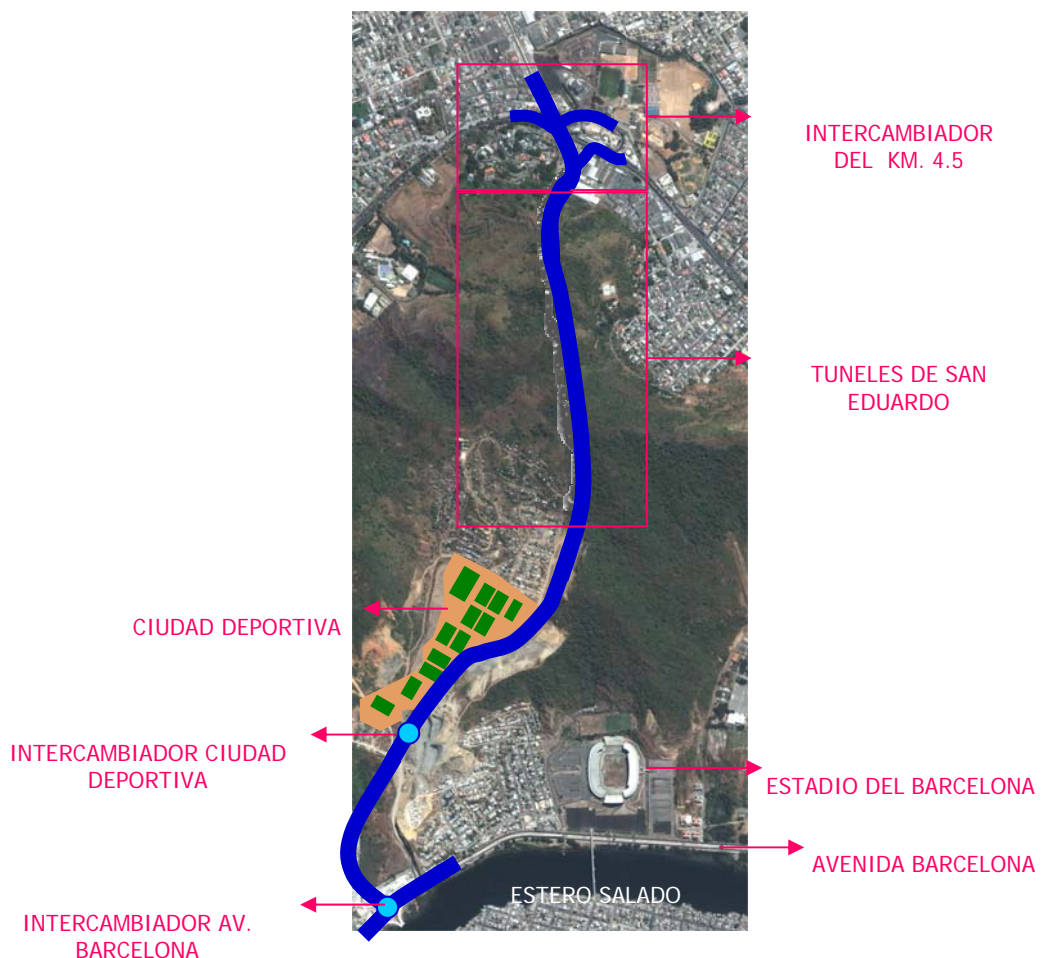 INTERCAMBIADOR
DEL KM. 4.5
TUNELES DE SAN
EDUARDO
CIUDAD DEPORTIVA
INTERCAMBIADOR CIUDAD
DEPORTIVA
ESTADIO DEL BARCELONA
AVENIDA BARCELONA
ESTERO SALADO
INTERCAMBIADOR AV.
BARCELONA